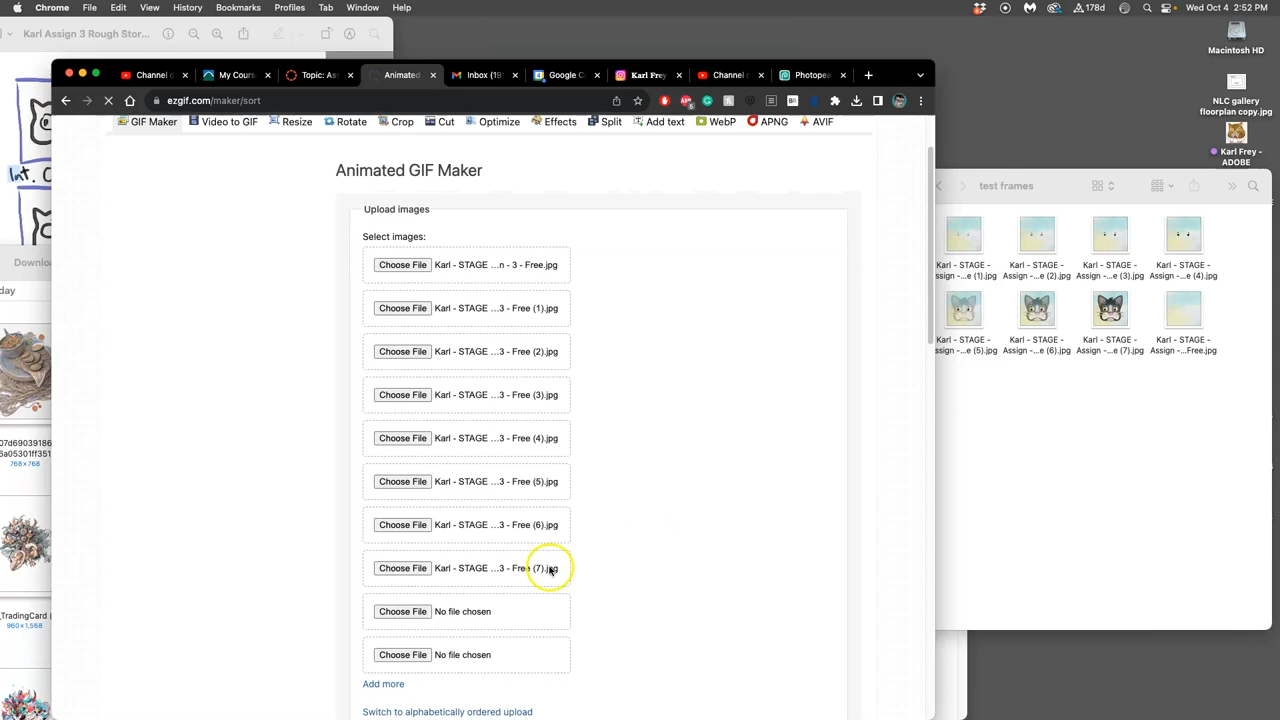 Chrome File Edit View History Bookmarks Profiles Tab Window Help 178d Wed Oct 4 2:52 PM
Karl Assign 3 Rough Stor...
Macintosh HD
Channel c My Cours Topic: Ass Animated Inbox (19 Google C Karl Frey Channel c Photopea
ezgif.com/maker/sort
NLC gallery
floorplan copy.jpg
GIF Maker Video to GIF Resize Rotate Crop Cut Optimize Effects Split Add text WebP APNG AVIF
Karl Frey -
ADOBE
Int. C
Animated GIF Maker
test frames
Upload images
Select images:
Choose File Karl - STAGE ...n - 3 - Free.jpg
Karl - STAGE - Karl - STAGE - Karl - STAGE - Karl - STAGE -
Assign -...e (1).jpg Assign -...e (2).jpg Assign -...e (3).jpg Assign -...e (4).jpg
Downloa
day
Choose File Karl - STAGE ...3 - Free (1).jpg
Choose File Karl - STAGE ...3 - Free (2).jpg
Karl - STAGE - Karl - STAGE - Karl - STAGE - Karl - STAGE -
ssign -...e (5).jpg Assign -...e (6).jpg Assign -...e (7).jpg Assign -...Free.jpg
Choose File Karl - STAGE ...3 - Free (3).jpg
Choose File Karl - STAGE ...3 - Free (4).jpg
07d69039186
6a05301ff351
768×768
Choose File Karl - STAGE ...3 - Free (5).jpg
Choose File Karl - STAGE ...3 - Free (6).jpg
Choose File Karl - STAGE ...3 - Free (7).jpg
Choose File No file chosen
_TradingCard (
960×1,568
Choose File No file chosen
Add more
Switch to alphabetically ordered upload